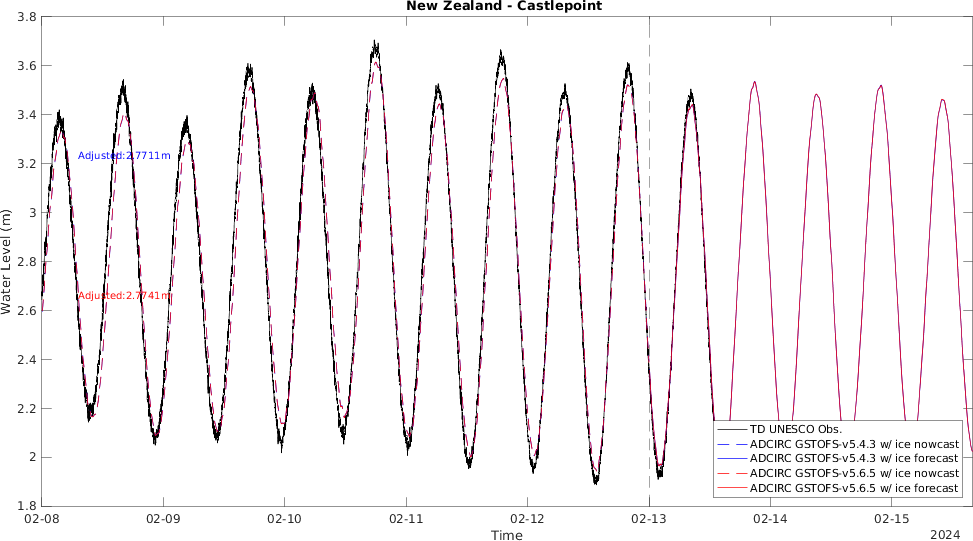 New Zealand - Castlepoint
Water Level (m)
3.8
3.6
3.4
3.2
3
2.8
2.6
2.4
2.2
2
1.8
Adjusted:2.7711m
Adjusted:2.7741m
TD UNESCO Obs.
ADCIRC GSTOFS-v5.4.3 w/ ice nowcast
ADCIRC GSTOFS-v5.4.3 w/ ice forecast
ADCIRC GSTOFS-v5.6.5 w/ ice nowcast
ADCIRC GSTOFS-v5.6.5 w/ ice forecast
02-08 02-09 02-10 02-11 02-12 02-13 02-14 02-15
Time
2024